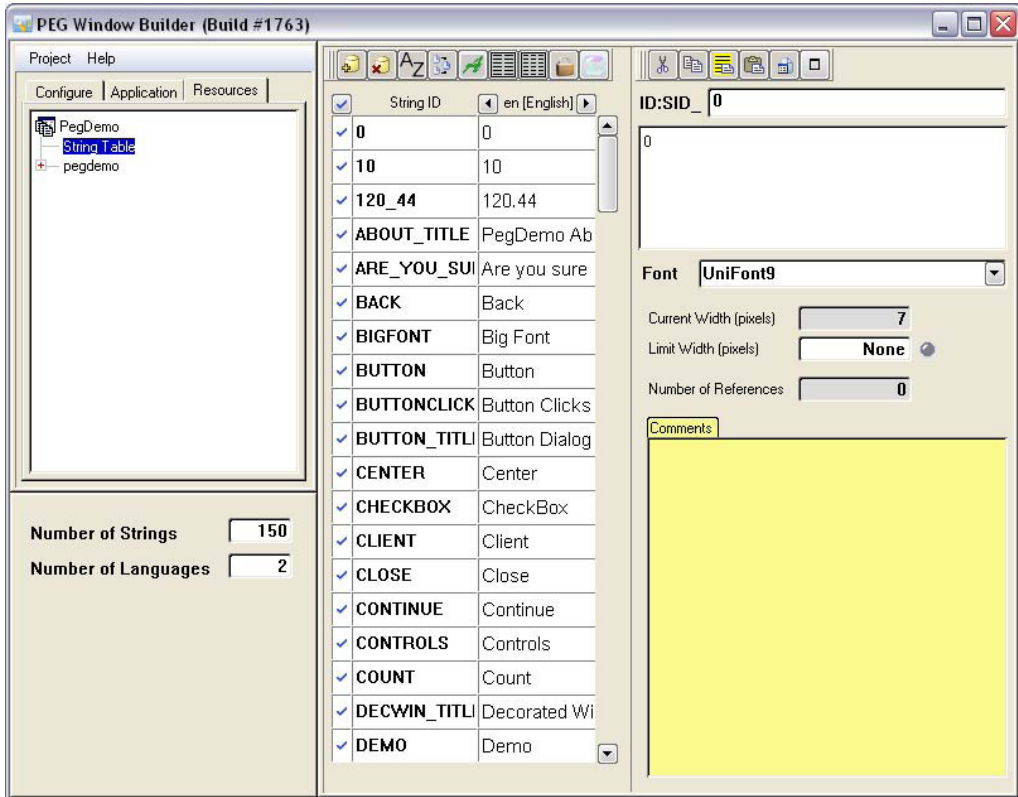 PEG Window Builder (Build #1763)
Project Help
Configure Application Resources
PegDemo
String Table
pegdemo
Number of Strings 150
Number of Languages 2
AZ A
String ID en [English]
0 0
10 10
120_44 120.44
ABOUT_TITLE PegDemo Ab
ARE_YOU_SUI Are you sure
BACK Back
BIGFONT Big Font
BUTTON Button
BUTTONCLICK Button Clicks
BUTTON_TITLI Button Dialog
CENTER Center
CHECKBOX CheckBox
CLIENT Client
CLOSE Close
CONTINUE Continue
CONTROLS Controls
COUNT Count
DECWIN_TITLI Decorated Wi
DEMO Demo
ID:SID_ 0
0
Font UniFont9
Current Width (pixels) 7
Limit Width (pixels) None
Number of References 0
Comments